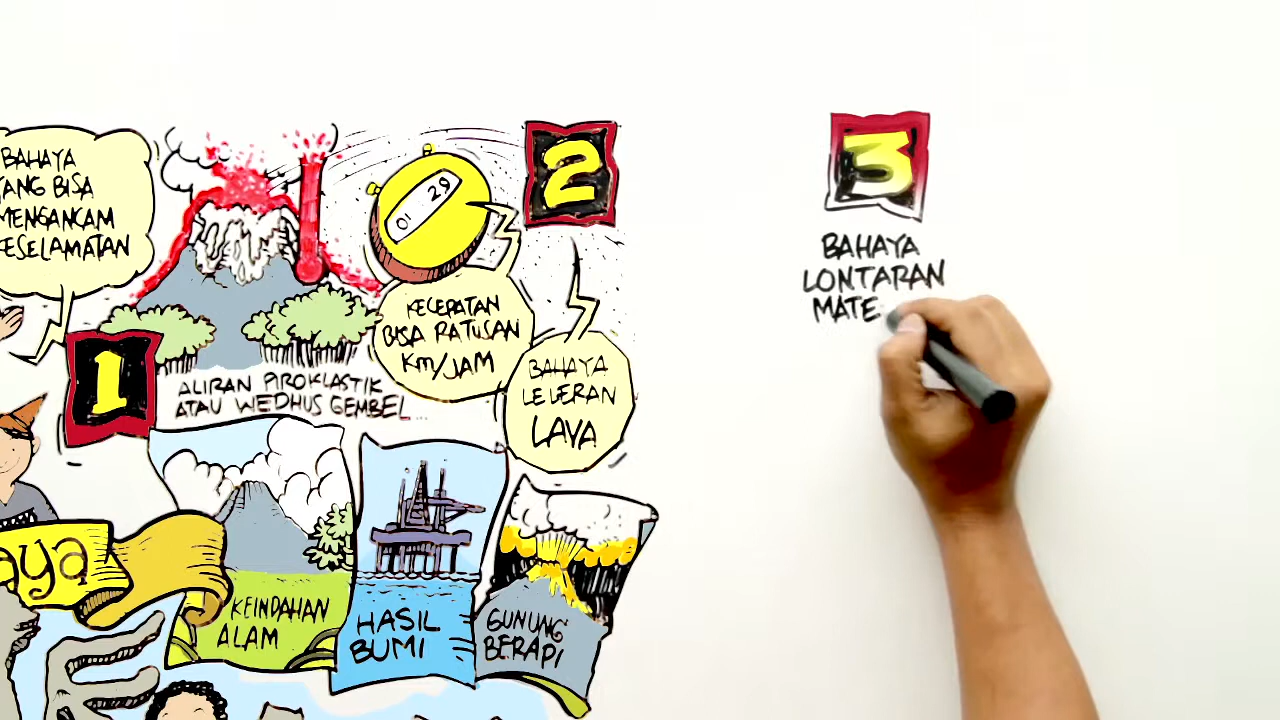 BAHAYA
YANG BISA
MENGANCAM
KESELAMATAN
1
ALIRAN PIROKLASTIK
ATAU WEDHUS GEMBEL...
01 29
KECEPATAN
BISA RATUSAN
KM/JAM
2
BAHAYA
LELERAN
LAVA
3
BAHAYA
LONTARAN
MATE
aya
KEINDAHAN
ALAM
HASIL
BUMI
GUNUNG
BERAPI